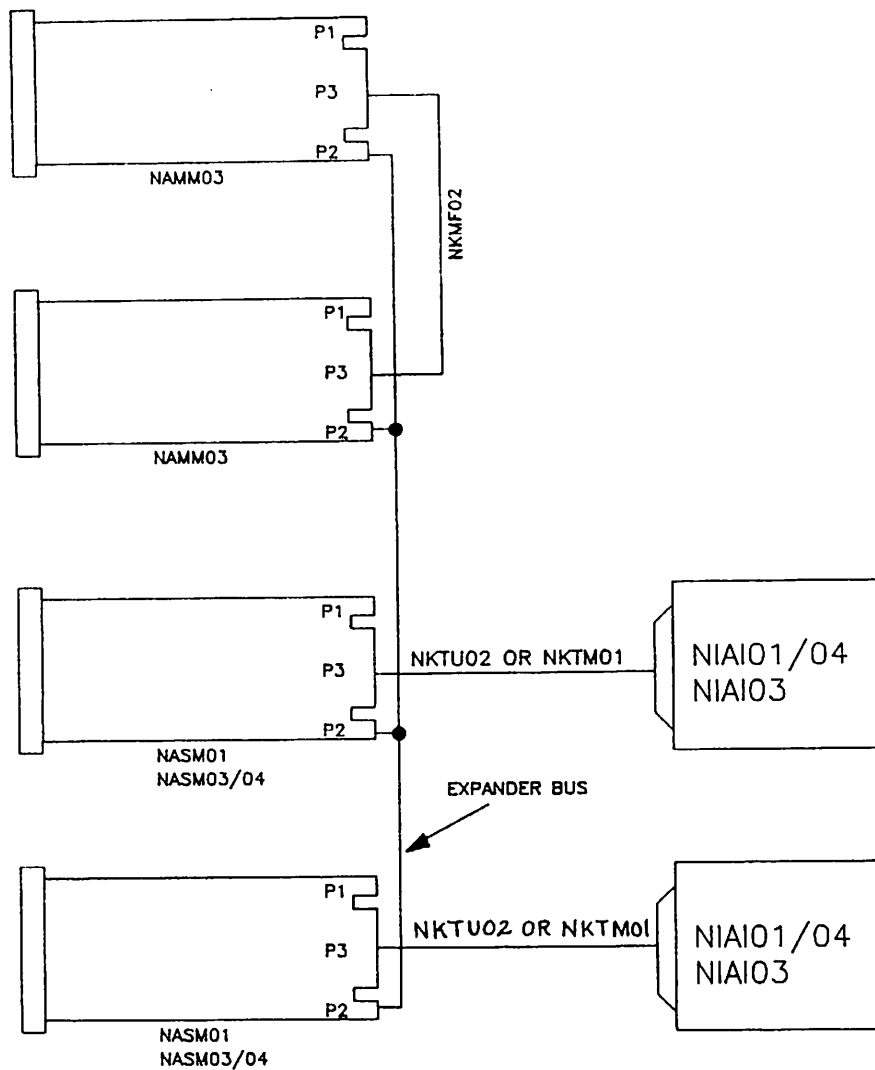 P1
P3
P2
NAMM03
NKMF02
P1
P3
P2
NAMM03
P1
P3
P2
NKTU02 OR NKTM01
NIAI01/04
NIAI03
NASM01
NASM03/04
EXPANDER BUS
P1
P3
P2
NKTU02 OR NKTM01
NIAI01/04
NIAI03
NASM01
NASM03/04